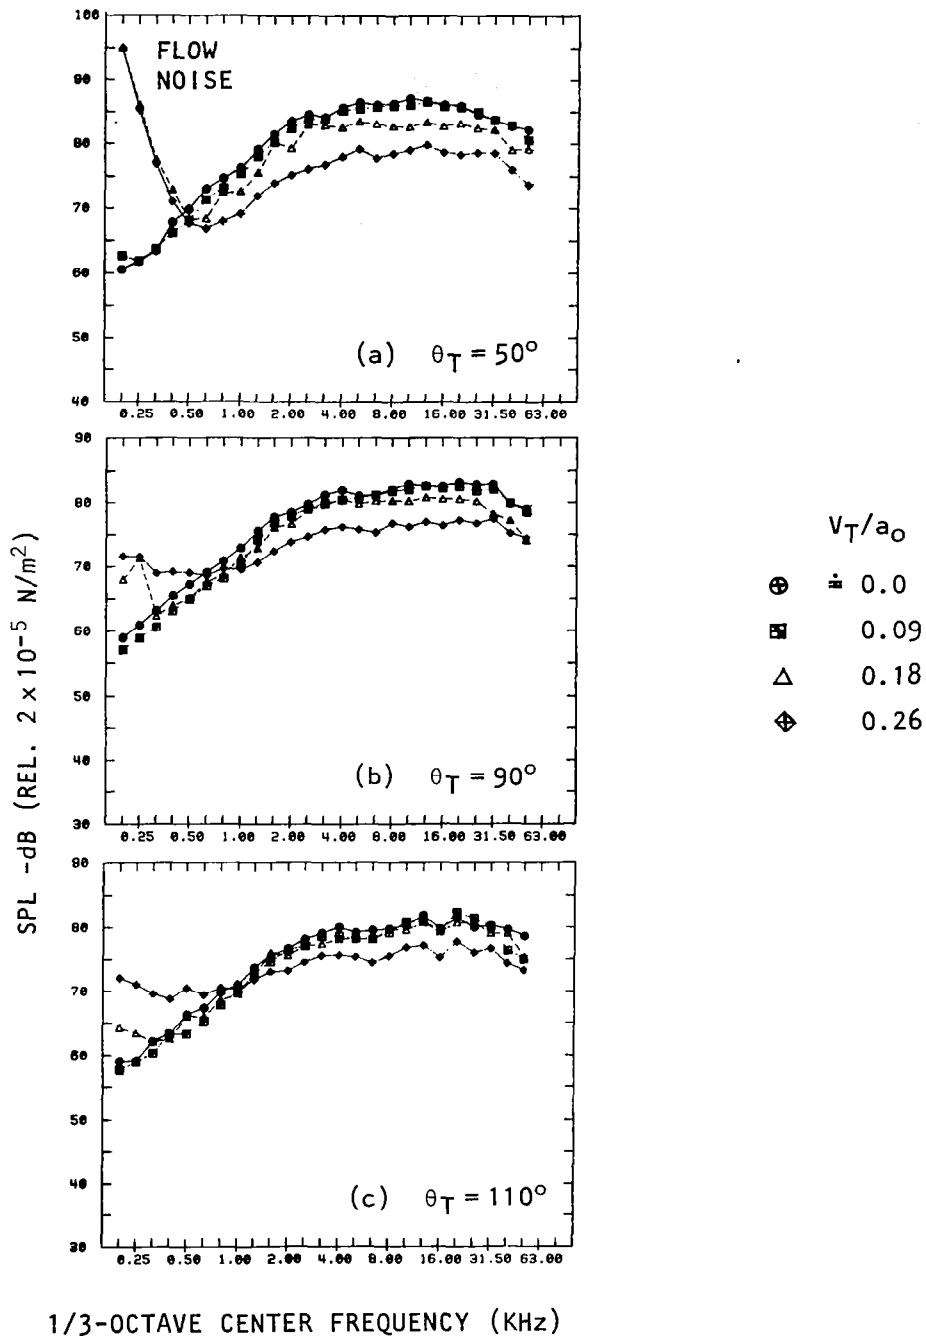 100
90
80
70
60
50
40
FLOW
NOISE
(a) θT = 50°
0.25 0.50 1.00 2.00 4.00 8.00 16.00 31.50 63.00
90
80
70
60
50
40
30
(b) θT = 90°
0.25 0.50 1.00 2.00 4.00 8.00 16.00 31.50 63.00
90
80
70
60
50
40
30
(c) θT = 110°
0.25 0.50 1.00 2.00 4.00 8.00 16.00 31.50 63.00
SPL -dB (REL. 2 x 10⁻⁵ N/m²)
1/3-OCTAVE CENTER FREQUENCY (KHz)
VT/ao
≐ 0.0
0.09
0.18
0.26